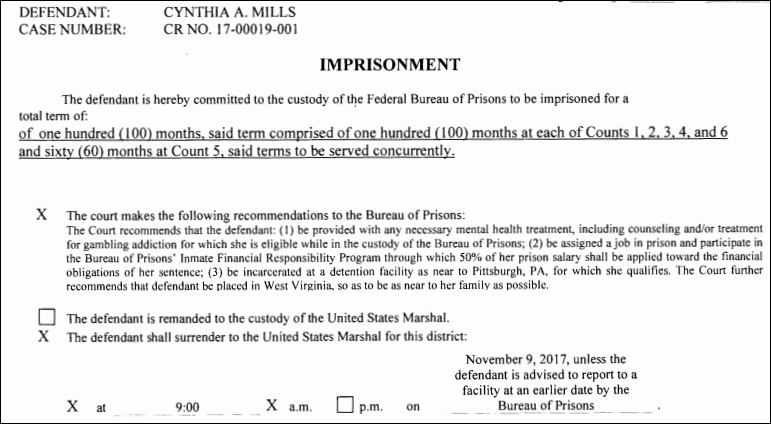 DEFENDANT: CYNTHIA A. MILLS
CASE NUMBER: CR NO. 17-00019-001
IMPRISONMENT
The defendant is hereby committed to the custody of the Federal Bureau of Prisons to be imprisoned for a
total term of:
of one hundred (100) months, said term comprised of one hundred (100) months at each of Counts 1, 2, 3, 4, and 6
and sixty (60) months at Count 5, said terms to be served concurrently.
X The court makes the following recommendations to the Bureau of Prisons:
The Court recommends that the defendant: (1) be provided with any necessary mental health treatment, including counseling and/or treatment
for gambling addiction for which she is eligible while in the custody of the Bureau of Prisons; (2) be assigned a job in prison and participate in
the Bureau of Prisons' Inmate Financial Responsibility Program through which 50% of her prison salary shall be applied toward the financial
obligations of her sentence; (3) be incarcerated at a detention facility as near to Pittsburgh, PA, for which she qualifies. The Court further
recommends that defendant be placed in West Virginia, so as to be as near to her family as possible.
The defendant is remanded to the custody of the United States Marshal.
X The defendant shall surrender to the United States Marshal for this district:
November 9, 2017, unless the
defendant is advised to report to a
facility at an earlier date by the
X at 9:00 X a.m. p.m. on Bureau of Prisons .